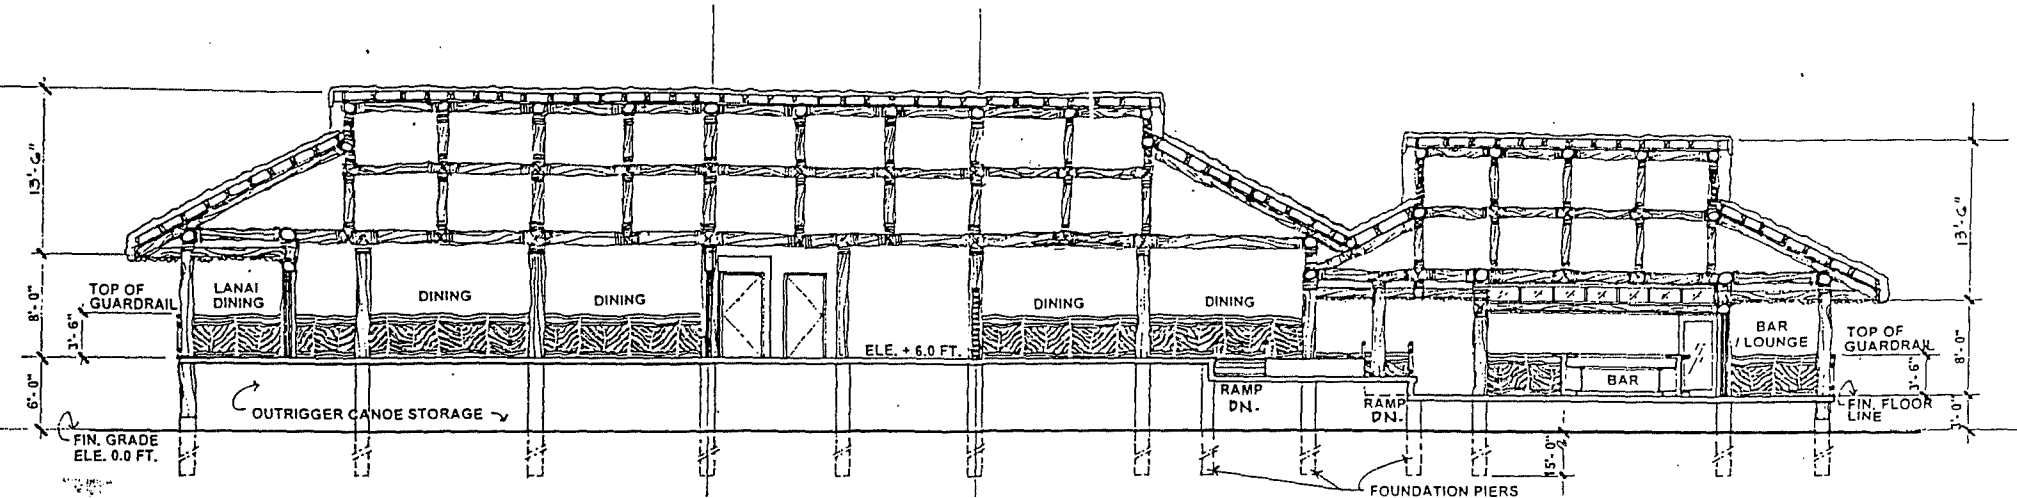 13'-6"
8'-0"
3'-6"
6'-0"
TOP OF
GUARDRAIL
LANAI
DINING
DINING
DINING
DINING
DINING
ELE. + 6.0 FT.
OUTRIGGER CANOE STORAGE
FIN. GRADE
ELE. 0.0 FT.
RAMP
DN.
RAMP
DN.
BAR
BAR
/ LOUNGE
TOP OF
GUARDRAIL
13'-6"
8'-0"
3'-6"
3'-0"
FIN. FLOOR
LINE
15'-0"
FOUNDATION PIERS